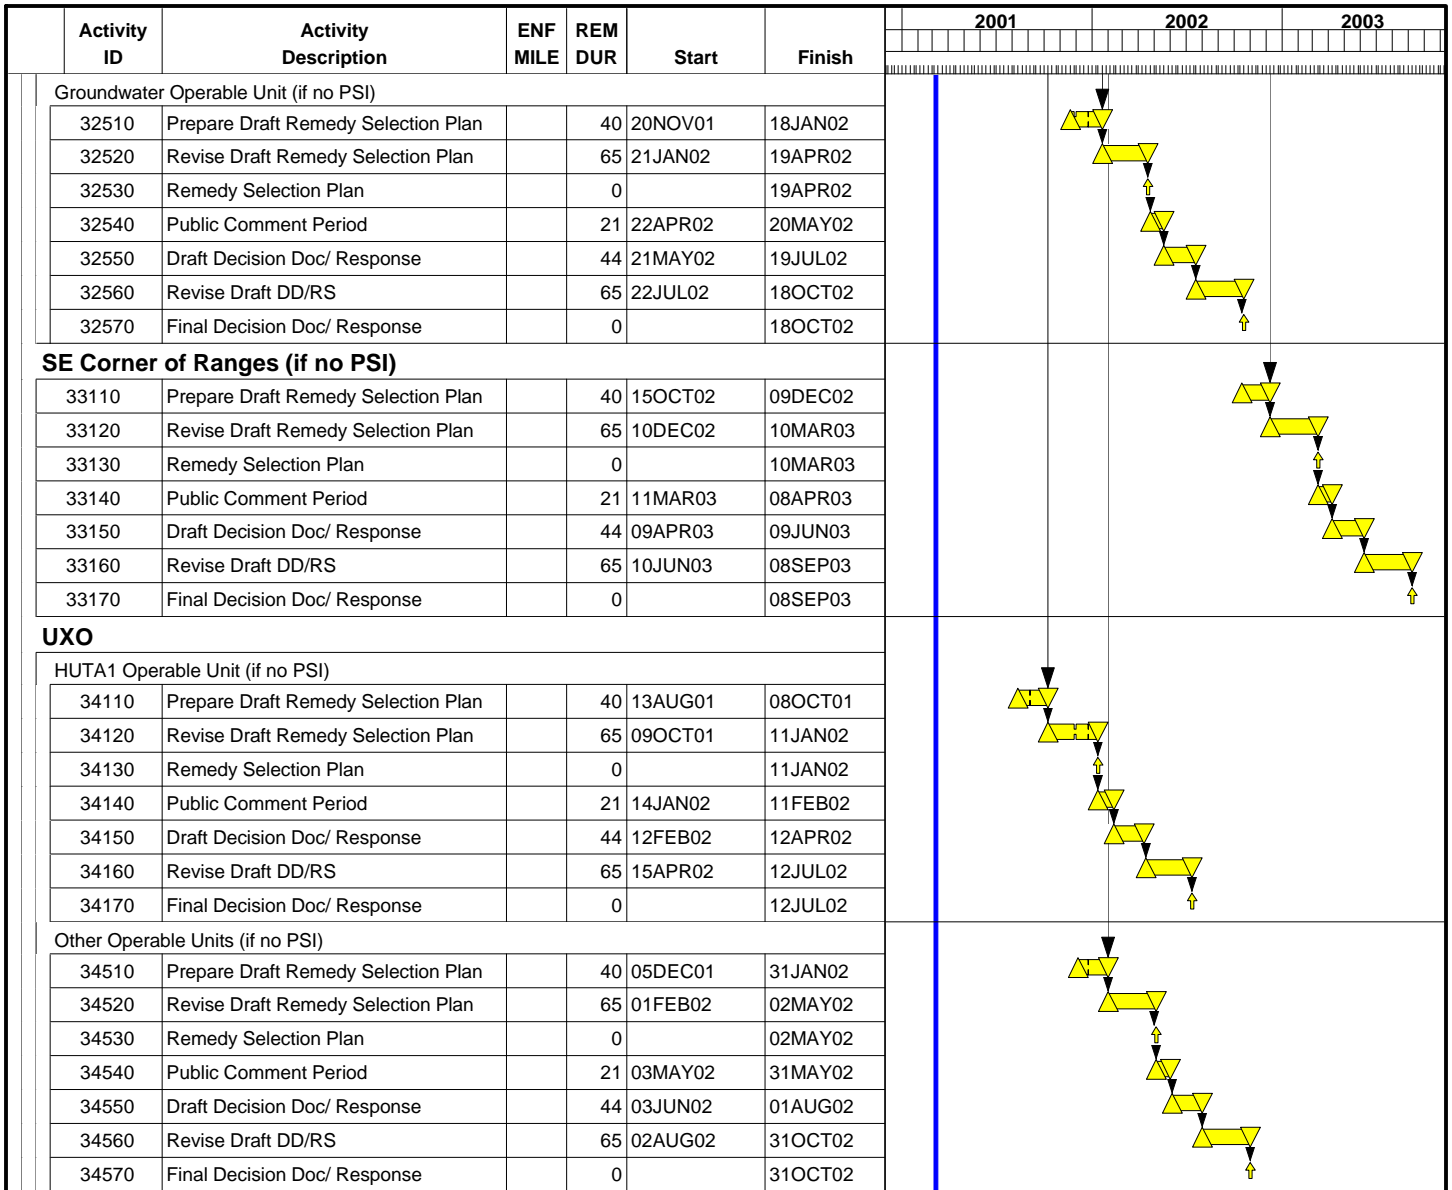 Activity ID Activity Description ENF MILE REM DUR Start Finish 2001 2002 2003
Groundwater Operable Unit (if no PSI)
32510 Prepare Draft Remedy Selection Plan 40 20NOV01 18JAN02
32520 Revise Draft Remedy Selection Plan 65 21JAN02 19APR02
32530 Remedy Selection Plan 0 19APR02
32540 Public Comment Period 21 22APR02 20MAY02
32550 Draft Decision Doc/ Response 44 21MAY02 19JUL02
32560 Revise Draft DD/RS 65 22JUL02 18OCT02
32570 Final Decision Doc/ Response 0 18OCT02
SE Corner of Ranges (if no PSI)
33110 Prepare Draft Remedy Selection Plan 40 15OCT02 09DEC02
33120 Revise Draft Remedy Selection Plan 65 10DEC02 10MAR03
33130 Remedy Selection Plan 0 10MAR03
33140 Public Comment Period 21 11MAR03 08APR03
33150 Draft Decision Doc/ Response 44 09APR03 09JUN03
33160 Revise Draft DD/RS 65 10JUN03 08SEP03
33170 Final Decision Doc/ Response 0 08SEP03
UXO
HUTA1 Operable Unit (if no PSI)
34110 Prepare Draft Remedy Selection Plan 40 13AUG01 08OCT01
34120 Revise Draft Remedy Selection Plan 65 09OCT01 11JAN02
34130 Remedy Selection Plan 0 11JAN02
34140 Public Comment Period 21 14JAN02 11FEB02
34150 Draft Decision Doc/ Response 44 12FEB02 12APR02
34160 Revise Draft DD/RS 65 15APR02 12JUL02
34170 Final Decision Doc/ Response 0 12JUL02
Other Operable Units (if no PSI)
34510 Prepare Draft Remedy Selection Plan 40 05DEC01 31JAN02
34520 Revise Draft Remedy Selection Plan 65 01FEB02 02MAY02
34530 Remedy Selection Plan 0 02MAY02
34540 Public Comment Period 21 03MAY02 31MAY02
34550 Draft Decision Doc/ Response 44 03JUN02 01AUG02
34560 Revise Draft DD/RS 65 02AUG02 31OCT02
34570 Final Decision Doc/ Response 0 31OCT02